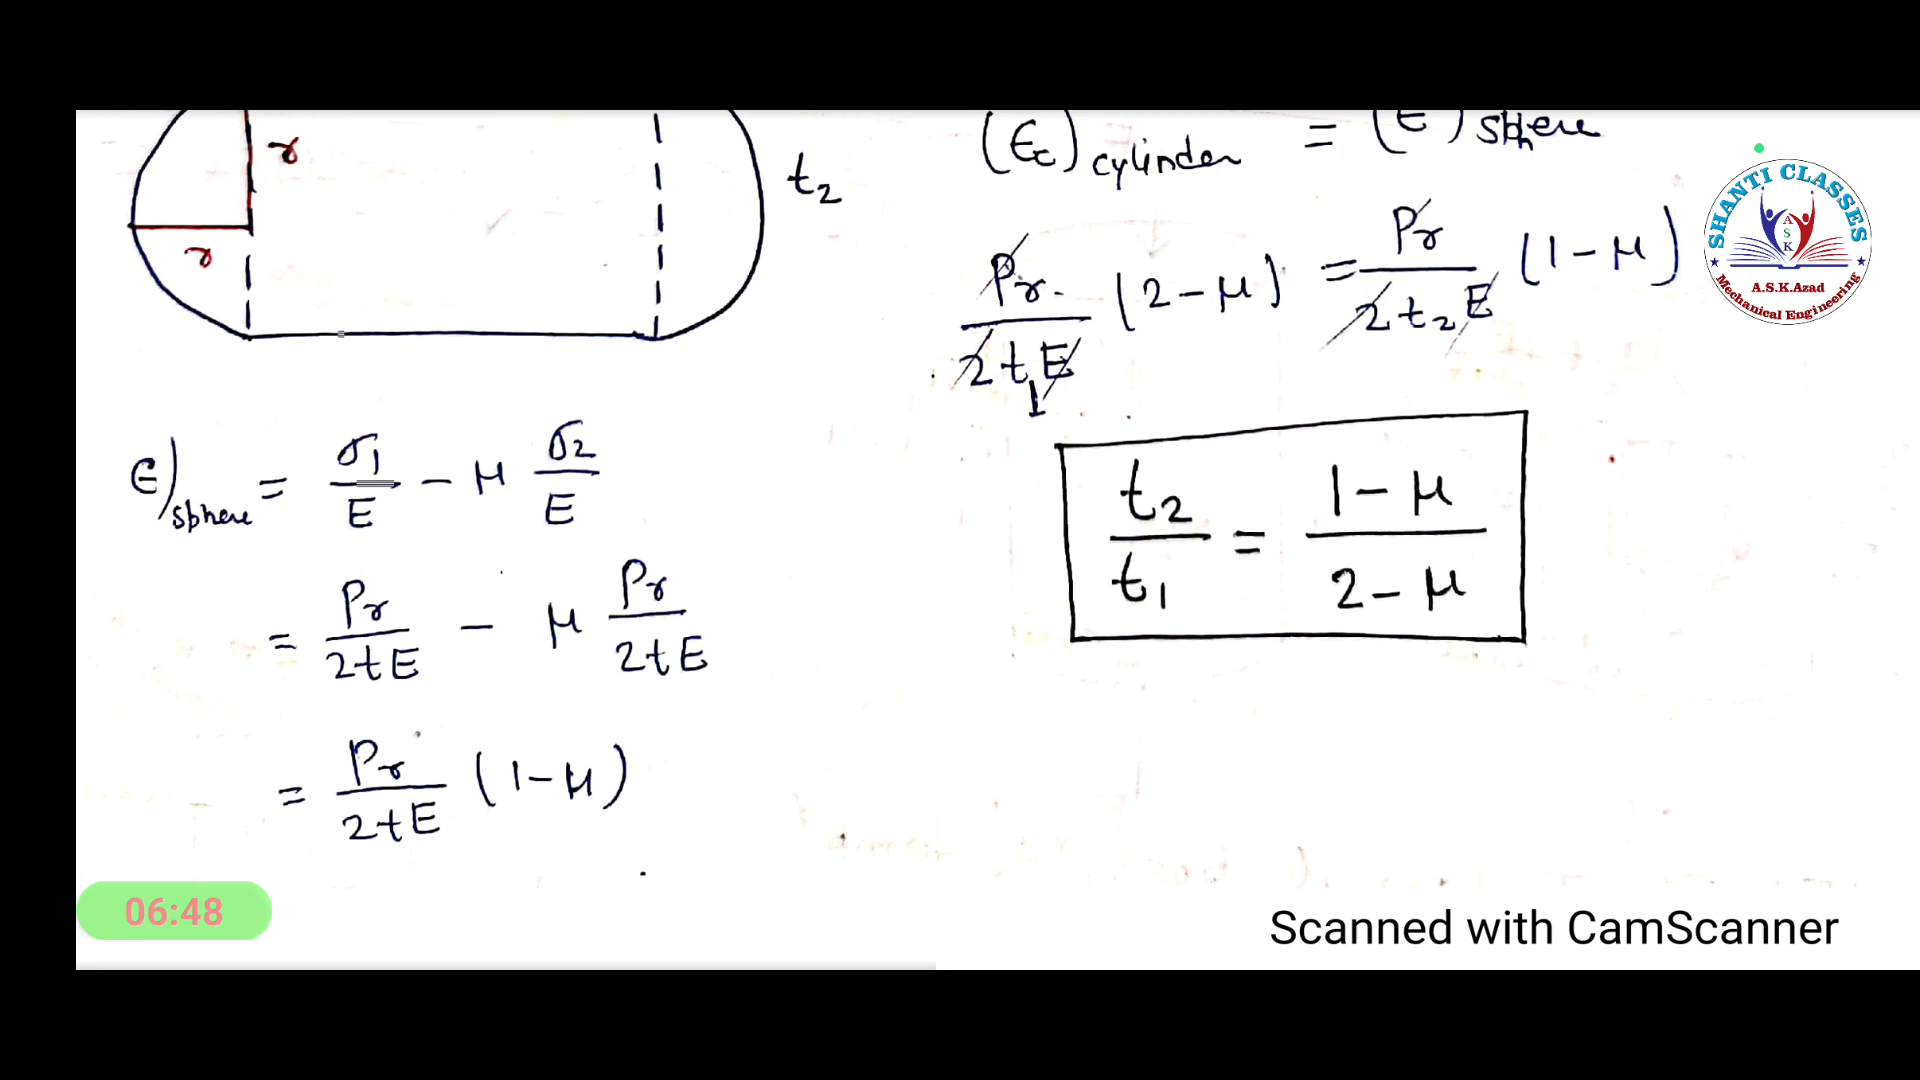 r
r
t₂
ϵ)sphere = σ₁/E − μ σ₂/E
= Pr/2tE − μ Pr/2tE
= Pr/2tE (1−μ)
(ϵc)cylinder = (ϵ)sphere
Pr/2t₁E (2−μ) = Pr/2t₂E (1−μ)
t₂/t₁ = 1−μ/2−μ
SHANTI CLASSES
A
S
K
A.S.K.Azad
Mechanical Engineering
06:48
Scanned with CamScanner